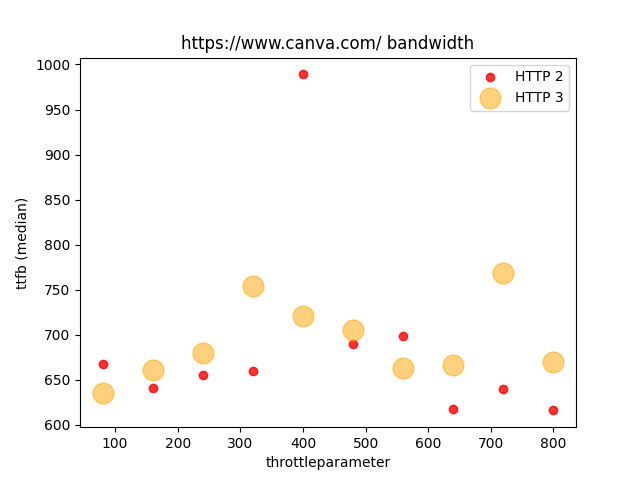 https://www.canva.com/ bandwidth
HTTP 2
HTTP 3
1000
950
900
850
800
750
700
650
600
ttfb (median)
100 200 300 400 500 600 700 800
throttleparameter